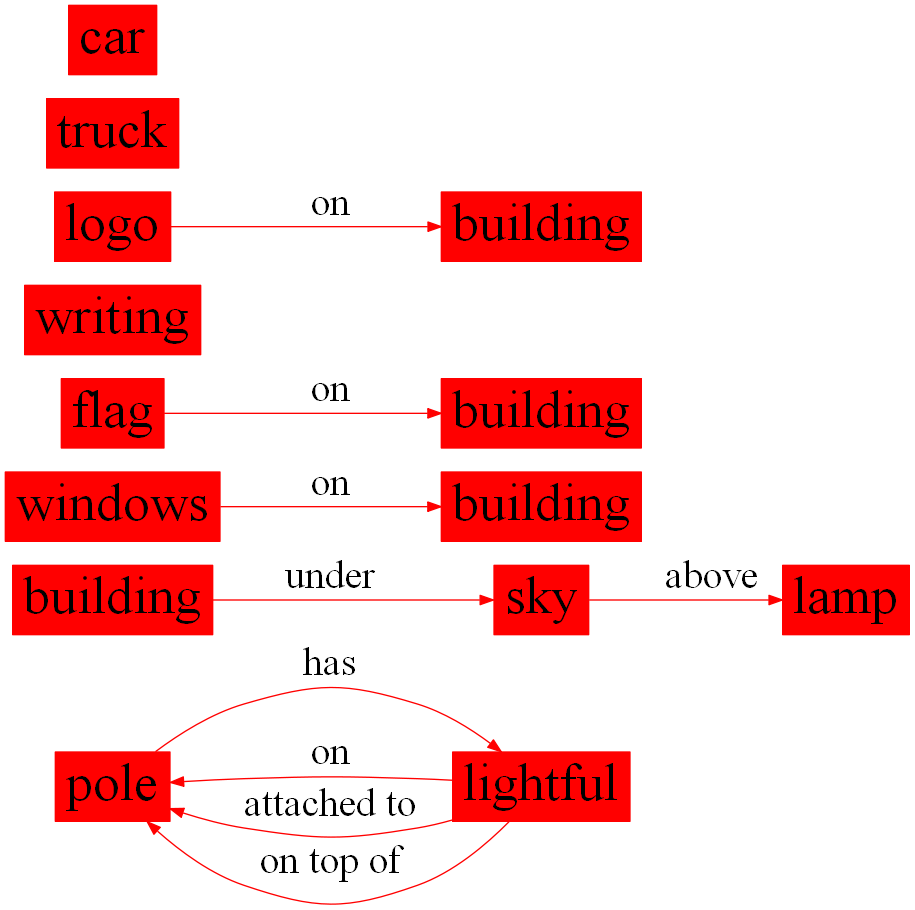 car
truck
logo on building
writing
flag on building
windows on building
building under sky above lamp
has
pole on lightful
attached to
on top of